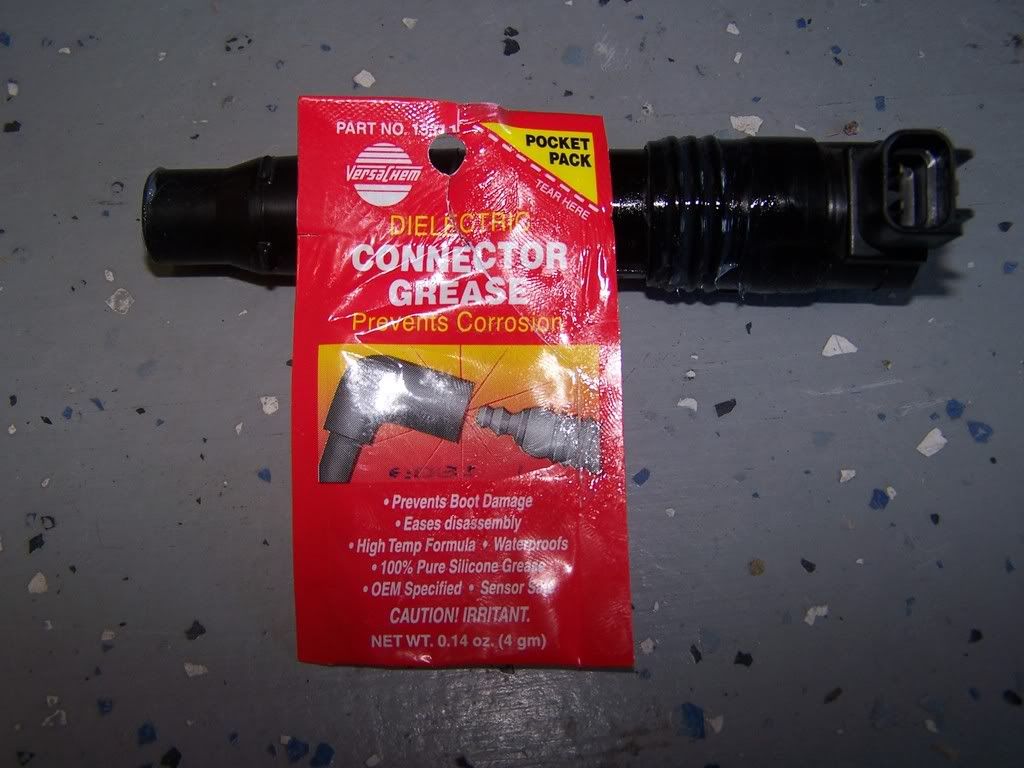 PART NO.
POCKET
PACK
VERSACHEM
TEAR HERE
DIELECTRIC
CONNECTOR
GREASE
Prevents Corrosion
• Prevents Boot Damage
• Eases disassembly
• High Temp Formula • Waterproofs
• 100% Pure Silicone Grease
• OEM Specified • Sensor
CAUTION! IRRITANT.
NET WT. 0.14 oz. (4 gm)